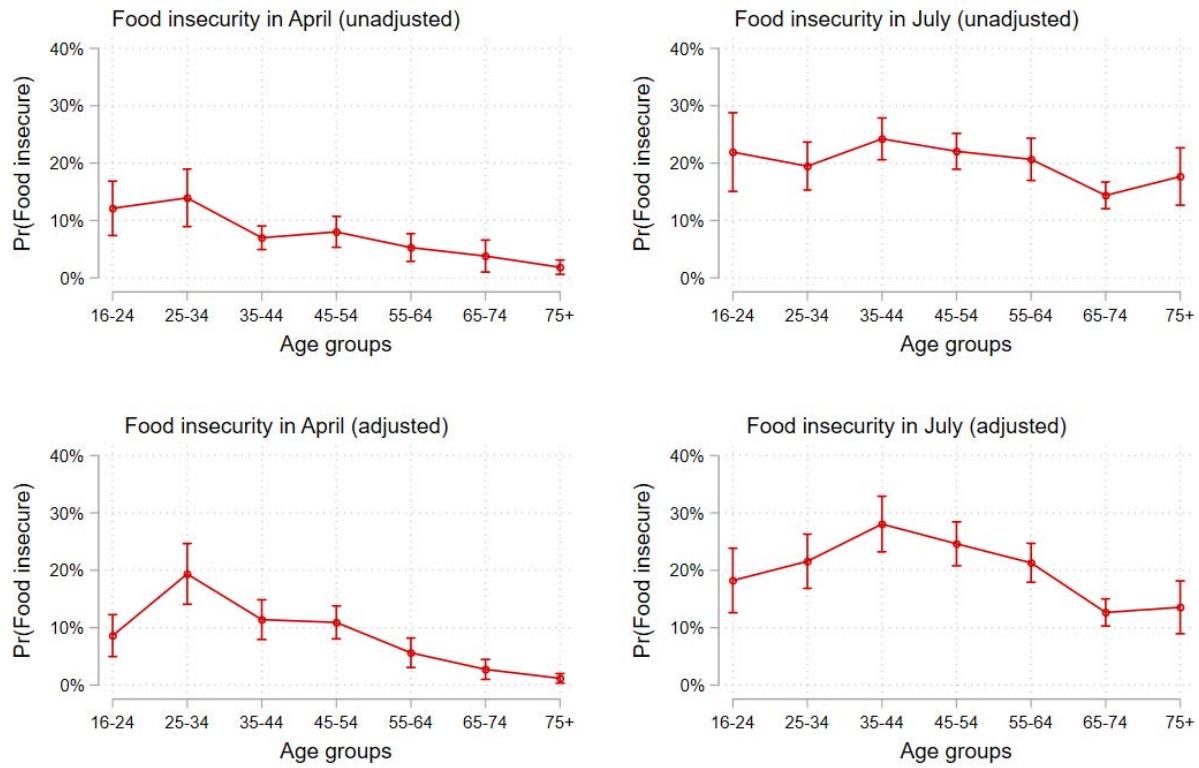 Food insecurity in April (unadjusted)
40%
30%
20%
10%
0%
Pr(Food insecure)
16-24 25-34 35-44 45-54 55-64 65-74 75+
Age groups
Food insecurity in July (unadjusted)
40%
30%
20%
10%
0%
Pr(Food insecure)
16-24 25-34 35-44 45-54 55-64 65-74 75+
Age groups
Food insecurity in April (adjusted)
40%
30%
20%
10%
0%
Pr(Food insecure)
16-24 25-34 35-44 45-54 55-64 65-74 75+
Age groups
Food insecurity in July (adjusted)
40%
30%
20%
10%
0%
Pr(Food insecure)
16-24 25-34 35-44 45-54 55-64 65-74 75+
Age groups